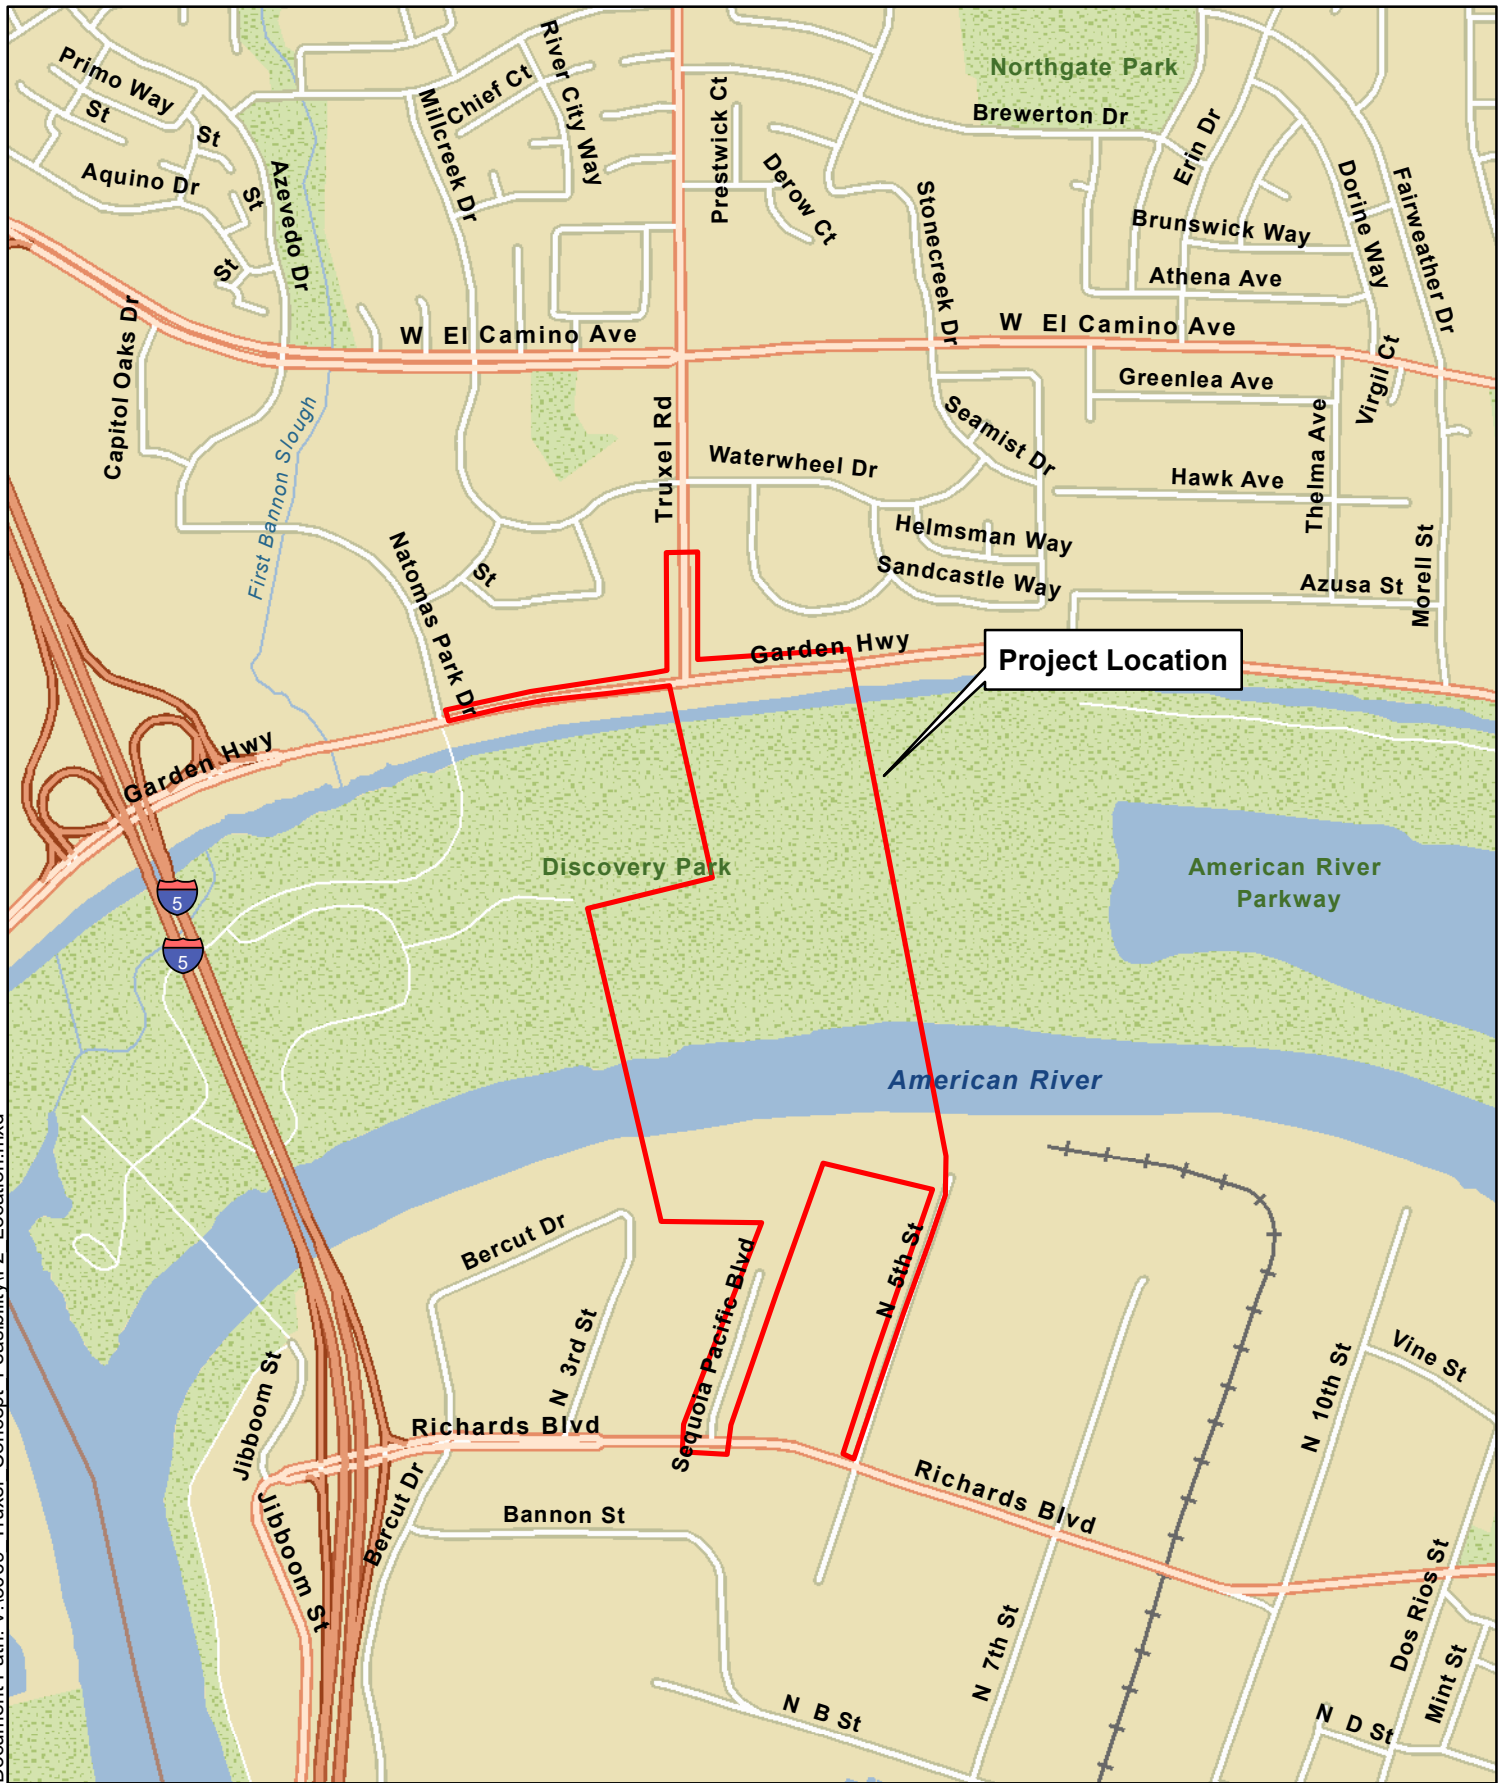 Northgate Park
Primo Way
St
Chief Ct
River City Way
Millcreek Dr
Prestwick Ct
Brewerton Dr
Erin Dr
St
Aquino Dr
St
Azevedo Dr
Derow Ct
Stonecreek Dr
Dorine Way
Fairweather Dr
Brunswick Way
Athena Ave
St
Capitol Oaks Dr
W El Camino Ave
W El Camino Ave
Virgil Ct
Greenlea Ave
First Bannon Slough
Truxel Rd
Seamist Dr
Thelma Ave
Waterwheel Dr
Hawk Ave
Helmsman Way
Natomas Park Dr
St
Sandcastle Way
Azusa St
Morell St
Garden Hwy
Project Location
Garden Hwy
Discovery Park
American River
Parkway
5
5
American River
Bercut Dr
N 5th St
Sequoia Pacific Blvd
N 3rd St
Vine St
N 10th St
Jibboom St
Richards Blvd
Richards Blvd
Bercut Dr
Bannon St
Jibboom St
Dos Rios St
N 7th St
Mint St
N B St
N D St